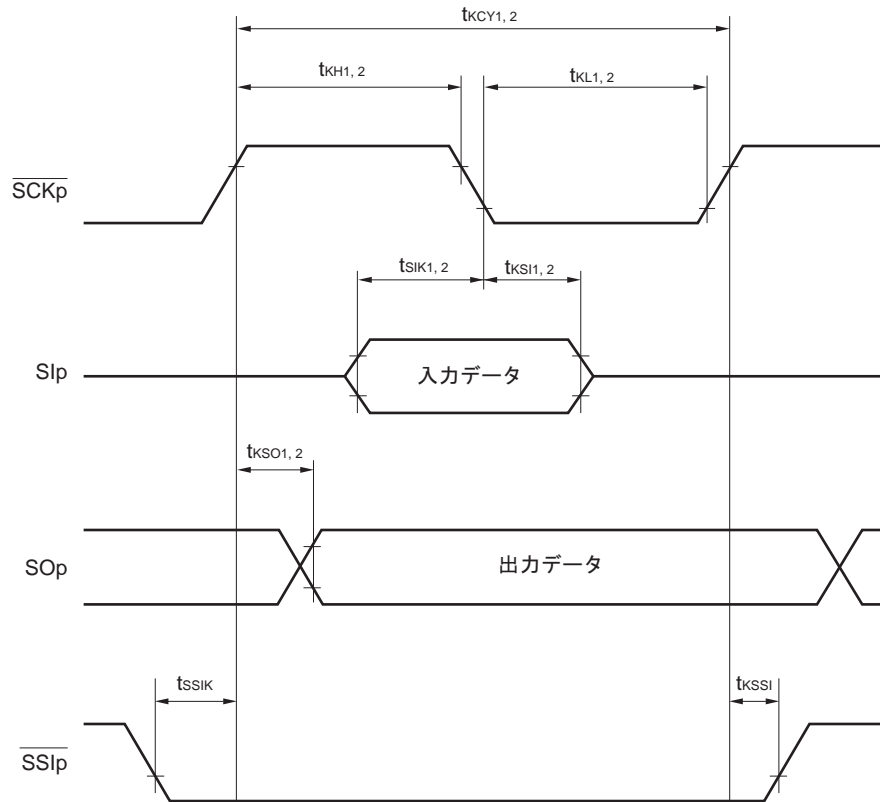 tKCY1, 2
tKH1, 2
tKL1, 2
SCKp
tSIK1, 2
tKSI1, 2
SIp
入力データ
tKSO1, 2
SOp
出力データ
tSSIK
tKSSI
SSIp